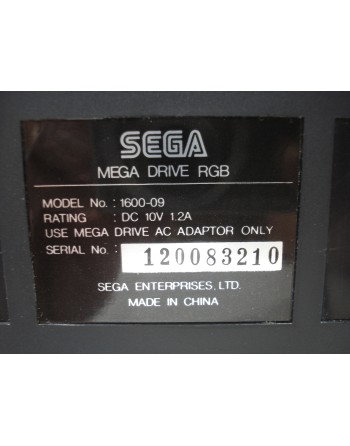 SEGA
MEGA DRIVE RGB
MODEL No. : 1600-09
RATING : DC 10V 1.2A
USE MEGA DRIVE AC ADAPTOR ONLY
SERIAL No. : 120083210
SEGA ENTERPRISES, LTD.
MADE IN CHINA